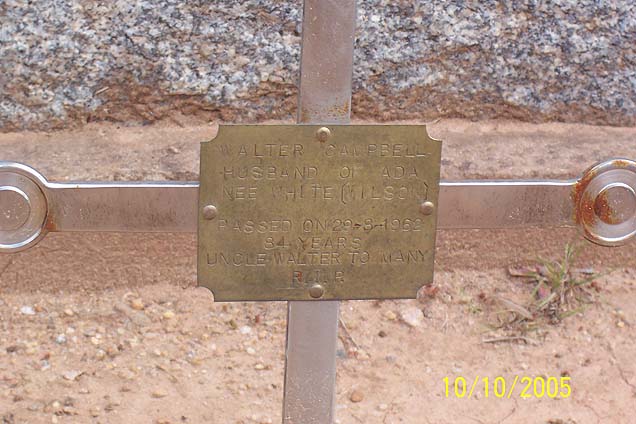 WALTER CAMPBELL
HUSBAND OF ADA
NEE WHITE (WILSON)
PASSED ON 29-8-1962
84 YEARS
UNCLE WALTER TO MANY
R.I.P.
10/10/2005